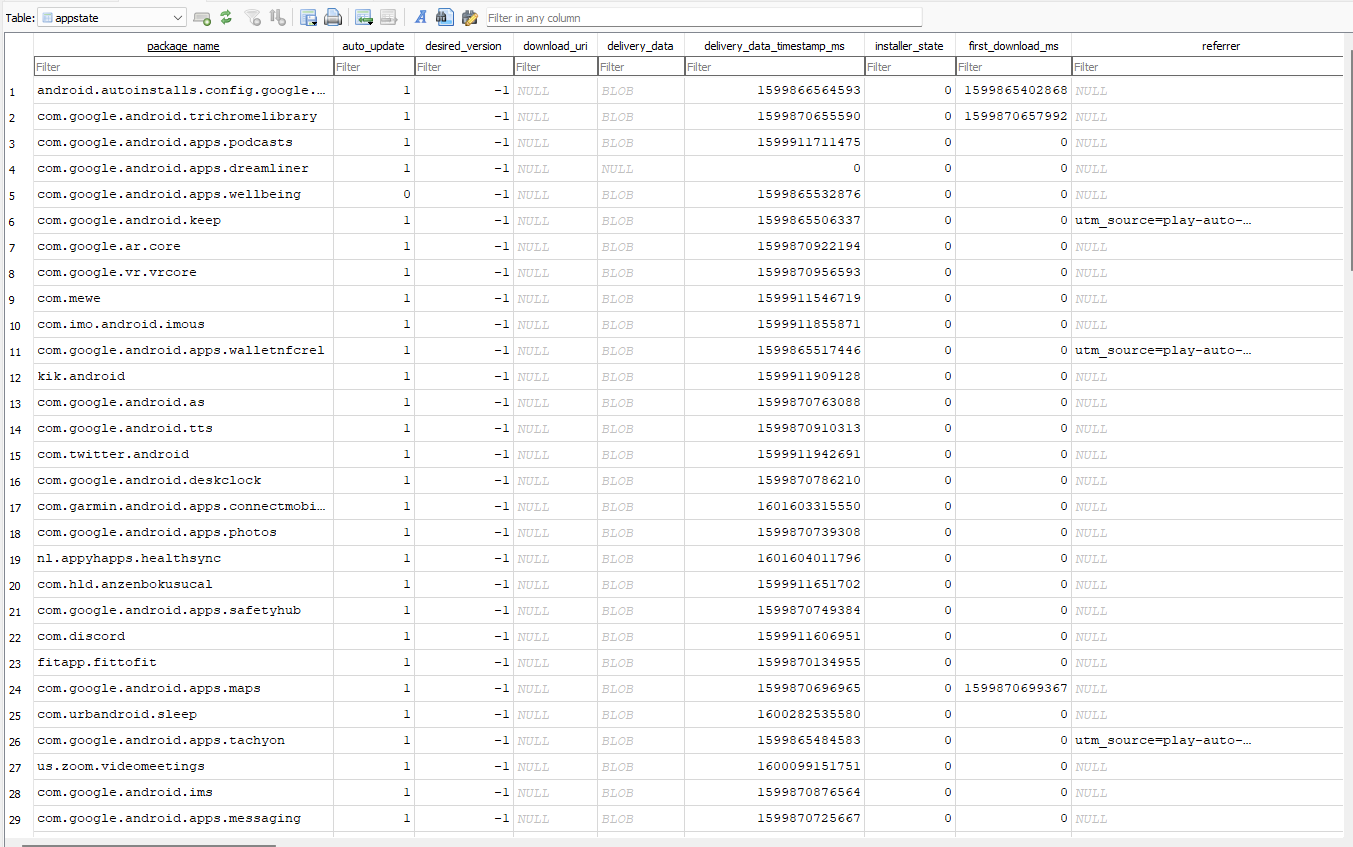 Table: appstate Filter in any column
package_name auto_update desired_version download_uri delivery_data delivery_data_timestamp_ms installer_state first_download_ms referrer
Filter Filter Filter Filter Filter Filter Filter Filter Filter
1 android.autoinstalls.config.google.… 1 -1 NULL BLOB 1599866564593 0 1599865402868 NULL
2 com.google.android.trichromelibrary 1 -1 NULL BLOB 1599870655590 0 1599870657992 NULL
3 com.google.android.apps.podcasts 1 -1 NULL BLOB 1599911711475 0 0 NULL
4 com.google.android.apps.dreamliner 1 -1 NULL NULL 0 0 0 NULL
5 com.google.android.apps.wellbeing 0 -1 NULL BLOB 1599865532876 0 0 NULL
6 com.google.android.keep 1 -1 NULL BLOB 1599865506337 0 0 utm_source=play-auto-…
7 com.google.ar.core 1 -1 NULL BLOB 1599870922194 0 0 NULL
8 com.google.vr.vrcore 1 -1 NULL BLOB 1599870956593 0 0 NULL
9 com.mewe 1 -1 NULL BLOB 1599911546719 0 0 NULL
10 com.imo.android.imous 1 -1 NULL BLOB 1599911855871 0 0 NULL
11 com.google.android.apps.walletnfcrel 1 -1 NULL BLOB 1599865517446 0 0 utm_source=play-auto-…
12 kik.android 1 -1 NULL BLOB 1599911909128 0 0 NULL
13 com.google.android.as 1 -1 NULL BLOB 1599870763088 0 0 NULL
14 com.google.android.tts 1 -1 NULL BLOB 1599870910313 0 0 NULL
15 com.twitter.android 1 -1 NULL BLOB 1599911942691 0 0 NULL
16 com.google.android.deskclock 1 -1 NULL BLOB 1599870786210 0 0 NULL
17 com.garmin.android.apps.connectmobi… 1 -1 NULL BLOB 1601603315550 0 0 NULL
18 com.google.android.apps.photos 1 -1 NULL BLOB 1599870739308 0 0 NULL
19 nl.appyhapps.healthsync 1 -1 NULL BLOB 1601604011796 0 0 NULL
20 com.hld.anzenbokusucal 1 -1 NULL BLOB 1599911651702 0 0 NULL
21 com.google.android.apps.safetyhub 1 -1 NULL BLOB 1599870749384 0 0 NULL
22 com.discord 1 -1 NULL BLOB 1599911606951 0 0 NULL
23 fitapp.fittofit 1 -1 NULL BLOB 1599870134955 0 0 NULL
24 com.google.android.apps.maps 1 -1 NULL BLOB 1599870696965 0 1599870699367 NULL
25 com.urbandroid.sleep 1 -1 NULL BLOB 1600282535580 0 0 NULL
26 com.google.android.apps.tachyon 1 -1 NULL BLOB 1599865484583 0 0 utm_source=play-auto-…
27 us.zoom.videomeetings 1 -1 NULL BLOB 1600099151751 0 0 NULL
28 com.google.android.ims 1 -1 NULL BLOB 1599870876564 0 0 NULL
29 com.google.android.apps.messaging 1 -1 NULL BLOB 1599870725667 0 0 NULL